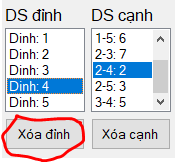 DS đỉnh
Dinh: 1
Dinh: 2
Dinh: 3
Dinh: 4
Dinh: 5
Xóa đỉnh
DS cạnh
1-5: 6
2-3: 7
2-4: 2
2-5: 3
3-4: 5
Xóa cạnh